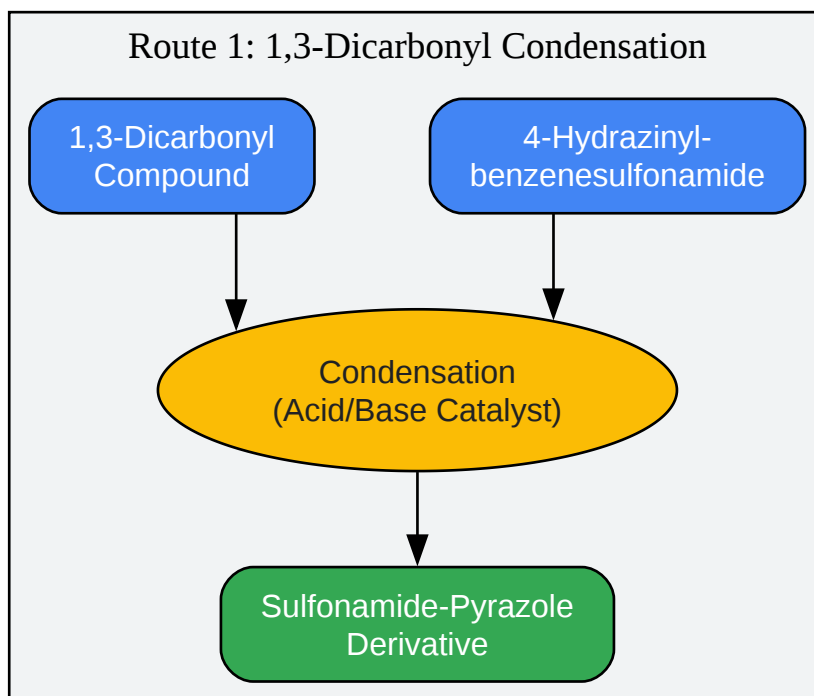 Route 1: 1,3-Dicarbonyl Condensation
1,3-Dicarbonyl
Compound
4-Hydrazinyl-
benzenesulfonamide
Condensation
(Acid/Base Catalyst)
Sulfonamide-Pyrazole
Derivative